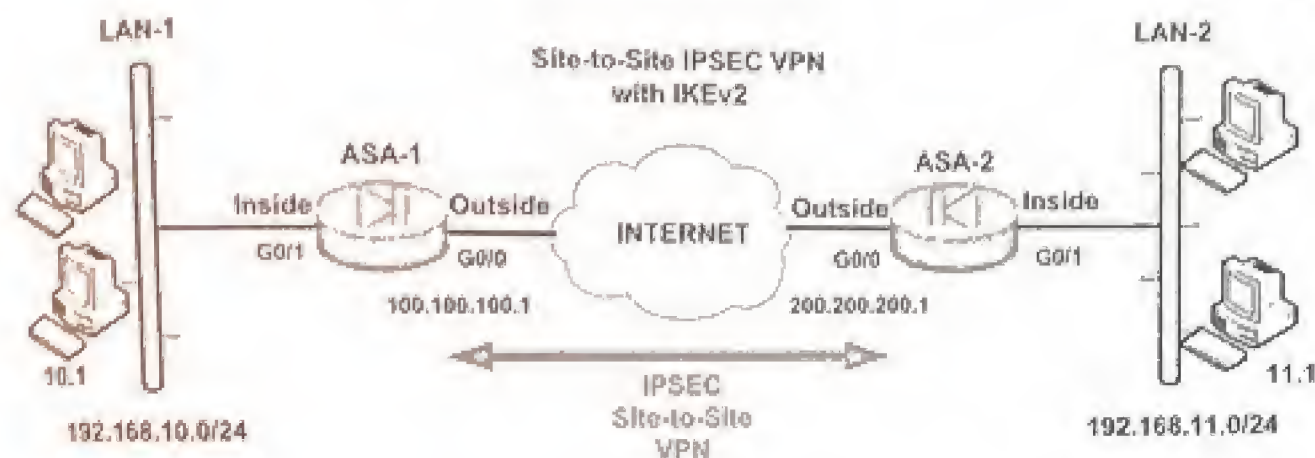 LAN-1
LAN-2
Site-to-Site IPSEC VPN
with IKEv2
ASA-1
ASA-2
Inside
Outside
INTERNET
Outside
Inside
G0/1
G0/0
G0/0
G0/1
100.100.100.1
200.200.200.1
10.1
11.1
IPSEC
Site-to-Site
VPN
192.168.10.0/24
192.168.11.0/24